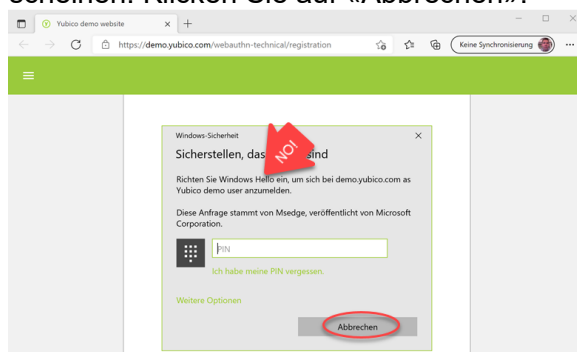 scheinen. Klicken Sie auf «Abbrechen».
Yubico demo website
https://demo.yubico.com/webauthn-technical/registration
Keine Synchronisierung
Windows-Sicherheit
Sicherstellen, das sind
NO!
Richten Sie Windows Hello ein, um sich bei demo.yubico.com as
Yubico demo user anzumelden.
Diese Anfrage stammt von Msedge, veröffentlicht von Microsoft
Corporation.
PIN
Ich habe meine PIN vergessen.
Weitere Optionen
Abbrechen